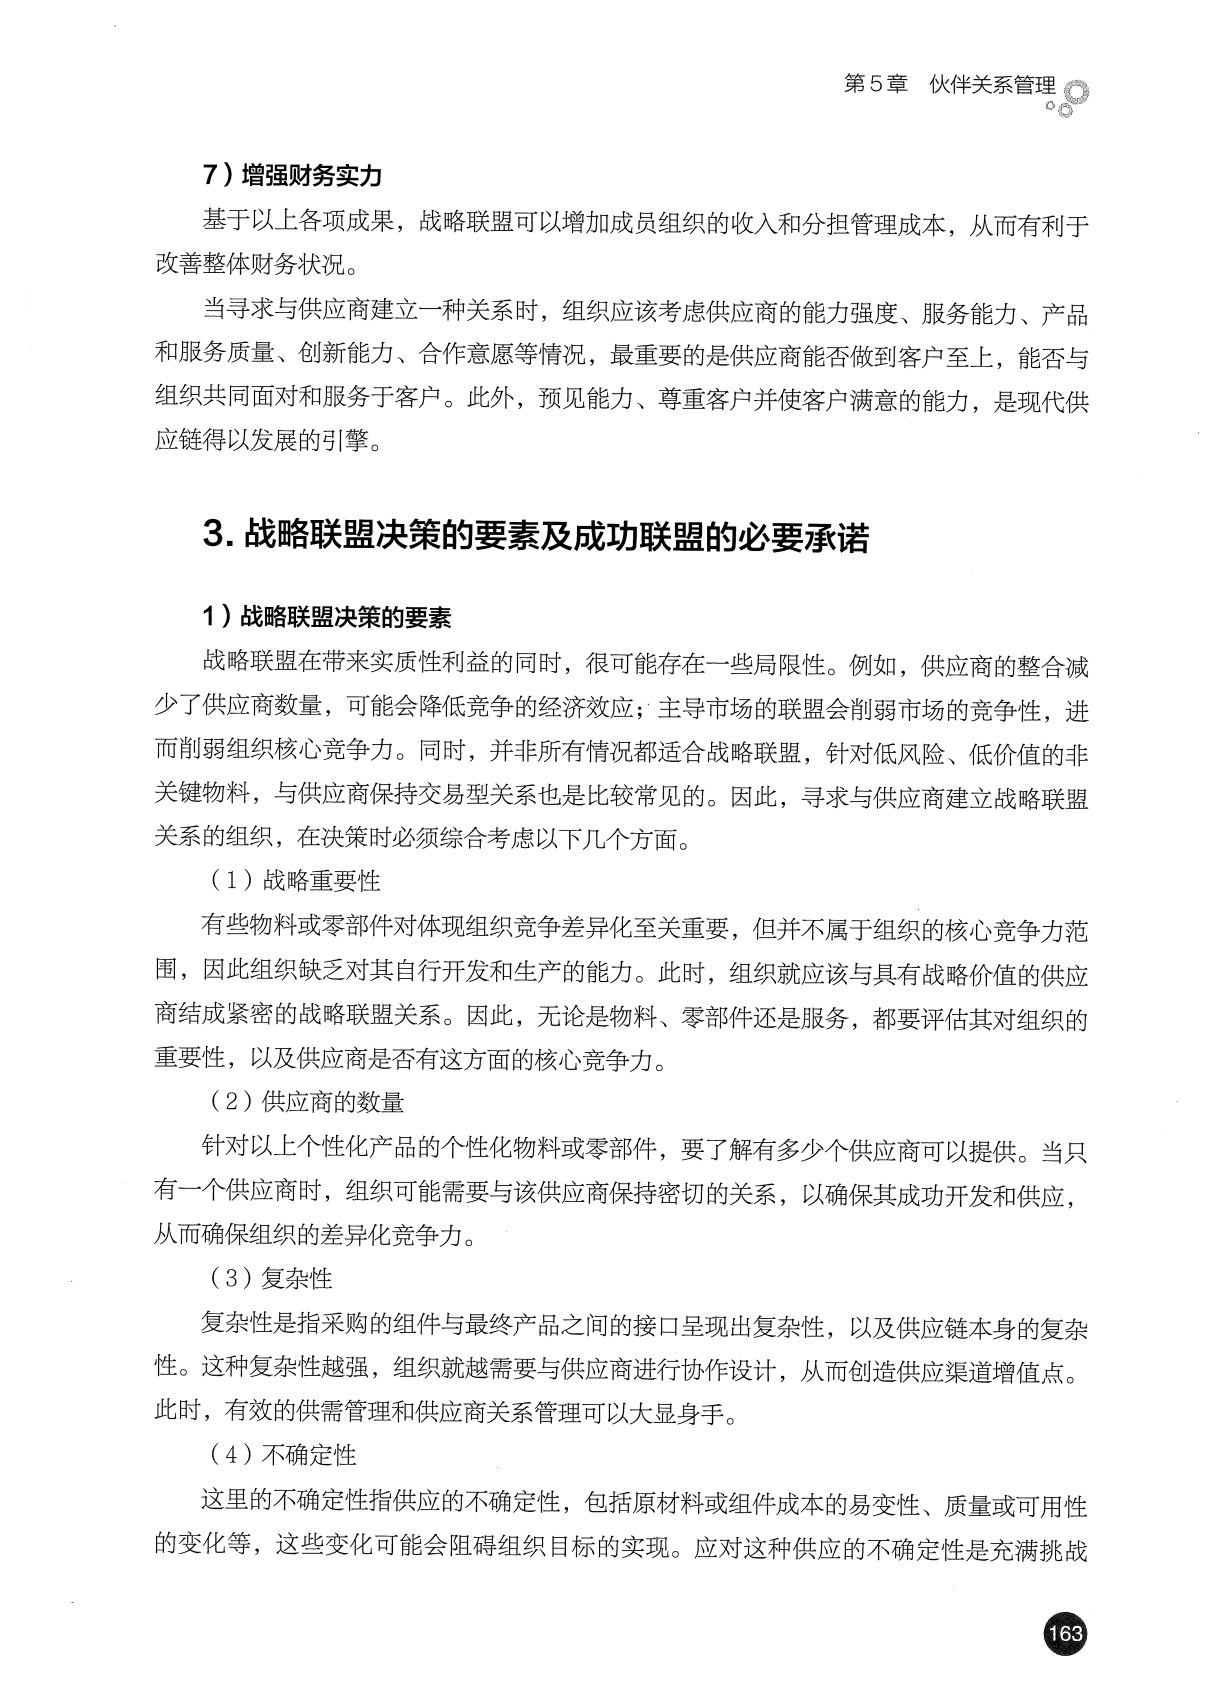 第5章 伙伴关系管理
7）增强财务实力
基于以上各项成果，战略联盟可以增加成员组织的收入和分担管理成本，从而有利于
改善整体财务状况。
当寻求与供应商建立一种关系时，组织应该考虑供应商的能力强度、服务能力、产品
和服务质量、创新能力、合作意愿等情况，最重要的是供应商能否做到客户至上，能否与
组织共同面对和服务于客户。此外，预见能力、尊重客户并使客户满意的能力，是现代供
应链得以发展的引擎。
3. 战略联盟决策的要素及成功联盟的必要承诺
1）战略联盟决策的要素
战略联盟在带来实质性利益的同时，很可能存在一些局限性。例如，供应商的整合减
少了供应商数量，可能会降低竞争的经济效应；主导市场的联盟会削弱市场的竞争性，进
而削弱组织核心竞争力。同时，并非所有情况都适合战略联盟，针对低风险、低价值的非
关键物料，与供应商保持交易型关系也是比较常见的。因此，寻求与供应商建立战略联盟
关系的组织，在决策时必须综合考虑以下几个方面。
（1）战略重要性
有些物料或零部件对体现组织竞争差异化至关重要，但并不属于组织的核心竞争力范
围，因此组织缺乏对其自行开发和生产的能力。此时，组织就应该与具有战略价值的供应
商结成紧密的战略联盟关系。因此，无论是物料、零部件还是服务，都要评估其对组织的
重要性，以及供应商是否有这方面的核心竞争力。
（2）供应商的数量
针对以上个性化产品的个性化物料或零部件，要了解有多少个供应商可以提供。当只
有一个供应商时，组织可能需要与该供应商保持密切的关系，以确保其成功开发和供应，
从而确保组织的差异化竞争力。
（3）复杂性
复杂性是指采购的组件与最终产品之间的接口呈现出复杂性，以及供应链本身的复杂
性。这种复杂性越强，组织就越需要与供应商进行协作设计，从而创造供应渠道增值点。
此时，有效的供需管理和供应商关系管理可以大显身手。
（4）不确定性
这里的不确定性指供应的不确定性，包括原材料或组件成本的易变性、质量或可用性
的变化等，这些变化可能会阻碍组织目标的实现。应对这种供应的不确定性是充满挑战
163